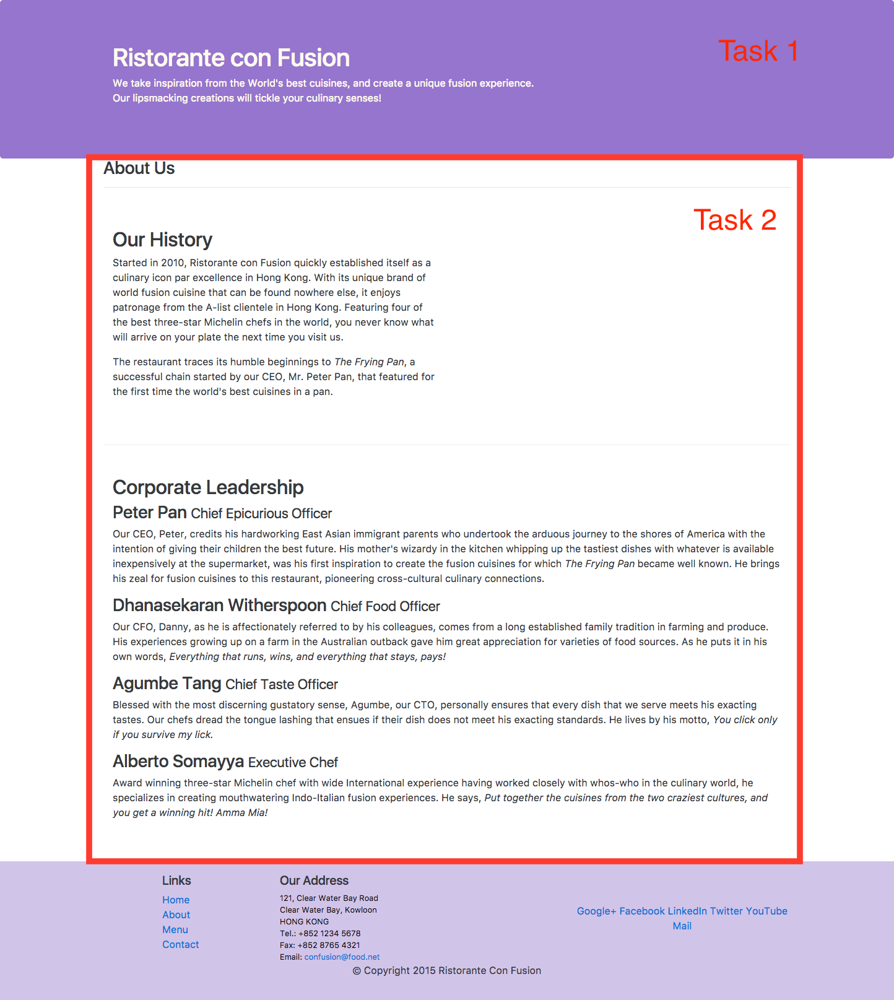 Task 1
Ristorante con Fusion
We take inspiration from the World's best cuisines, and create a unique fusion experience.
Our lipsmacking creations will tickle your culinary senses!
About Us
Task 2
Our History
Started in 2010, Ristorante con Fusion quickly established itself as a
culinary icon par excellence in Hong Kong. With its unique brand of
world fusion cuisine that can be found nowhere else, it enjoys
patronage from the A-list clientele in Hong Kong. Featuring four of
the best three-star Michelin chefs in the world, you never know what
will arrive on your plate the next time you visit us.
The restaurant traces its humble beginnings to The Frying Pan, a
successful chain started by our CEO, Mr. Peter Pan, that featured for
the first time the world's best cuisines in a pan.
Corporate Leadership
Peter Pan Chief Epicurious Officer
Our CEO, Peter, credits his hardworking East Asian immigrant parents who undertook the arduous journey to the shores of America with the
intention of giving their children the best future. His mother's wizardy in the kitchen whipping up the tastiest dishes with whatever is available
inexpensively at the supermarket, was his first inspiration to create the fusion cuisines for which The Frying Pan became well known. He brings
his zeal for fusion cuisines to this restaurant, pioneering cross-cultural culinary connections.
Dhanasekaran Witherspoon Chief Food Officer
Our CFO, Danny, as he is affectionately referred to by his colleagues, comes from a long established family tradition in farming and produce.
His experiences growing up on a farm in the Australian outback gave him great appreciation for varieties of food sources. As he puts it in his
own words, Everything that runs, wins, and everything that stays, pays!
Agumbe Tang Chief Taste Officer
Blessed with the most discerning gustatory sense, Agumbe, our CTO, personally ensures that every dish that we serve meets his exacting
tastes. Our chefs dread the tongue lashing that ensues if their dish does not meet his exacting standards. He lives by his motto, You click only
if you survive my lick.
Alberto Somayya Executive Chef
Award winning three-star Michelin chef with wide International experience having worked closely with whos-who in the culinary world, he
specializes in creating mouthwatering Indo-Italian fusion experiences. He says, Put together the cuisines from the two craziest cultures, and
you get a winning hit! Amma Mia!
Links
Home
About
Menu
Contact
Our Address
121, Clear Water Bay Road
Clear Water Bay, Kowloon
HONG KONG
Tel.: +852 1234 5678
Fax: +852 8765 4321
Email: confusion@food.net
Google+ Facebook LinkedIn Twitter YouTube
Mail
© Copyright 2015 Ristorante Con Fusion